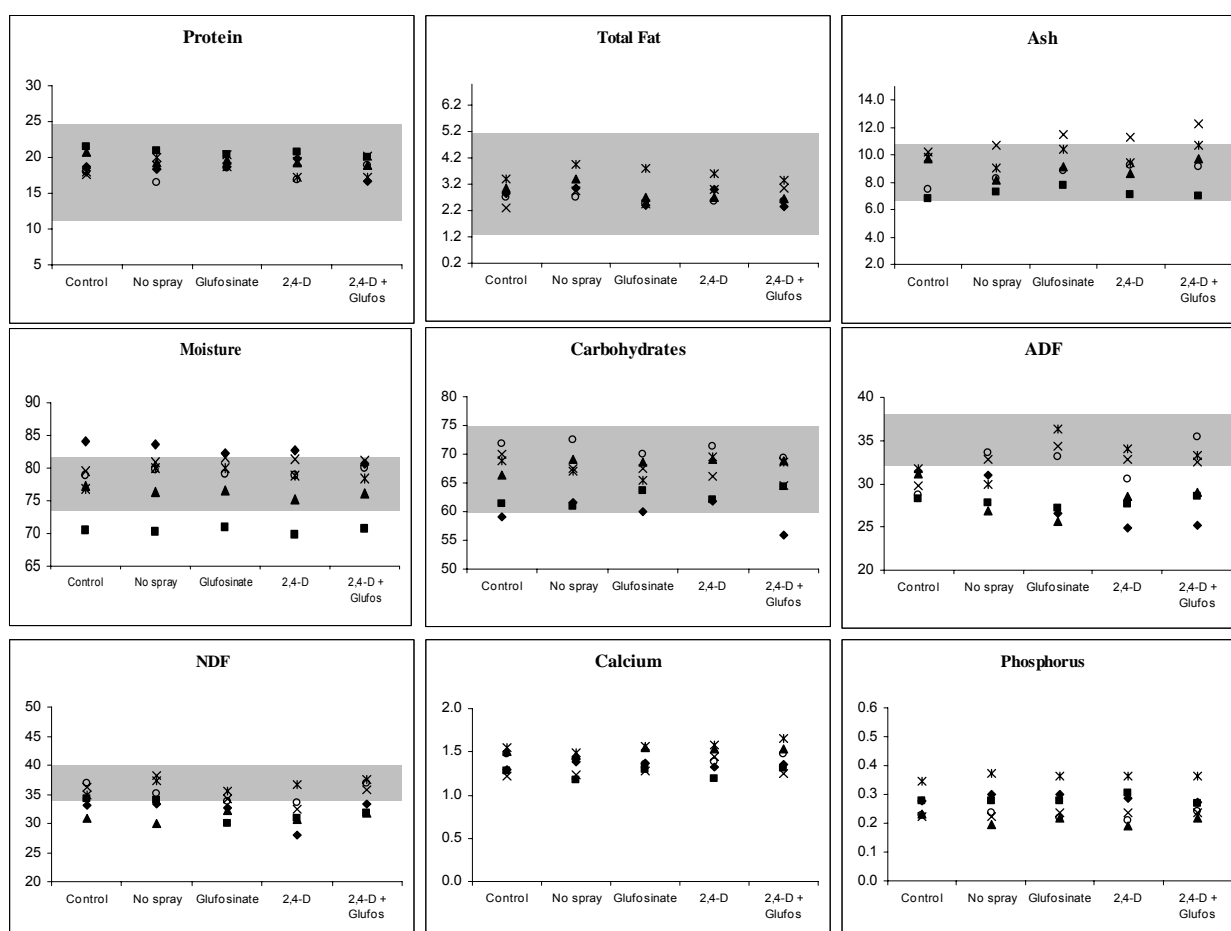 Protein
30
25
20
15
10
5
Control
No spray
Glufosinate
2,4-D
2,4-D +
Glufos
Total Fat
6.2
5.2
4.2
3.2
2.2
1.2
0.2
Control
No spray
Glufosinate
2,4-D
2,4-D +
Glufos
Ash
14.0
12.0
10.0
8.0
6.0
4.0
2.0
Control
No spray
Glufosinate
2,4-D
2,4-D +
Glufos
Moisture
90
85
80
75
70
65
Control
No spray
Glufosinate
2,4-D
2,4-D +
Glufos
Carbohydrates
80
75
70
65
60
55
50
Control
No spray
Glufosinate
2,4-D
2,4-D +
Glufos
ADF
40
35
30
25
20
Control
No spray
Glufosinate
2,4-D
2,4-D +
Glufos
NDF
50
45
40
35
30
25
20
Control
No spray
Glufosinate
2,4-D
2,4-D +
Glufos
Calcium
2.0
1.5
1.0
0.5
0.0
Control
No spray
Glufosinate
2,4-D
2,4-D +
Glufos
Phosphorus
0.6
0.5
0.4
0.3
0.2
0.1
0.0
Control
No spray
Glufosinate
2,4-D
2,4-D +
Glufos